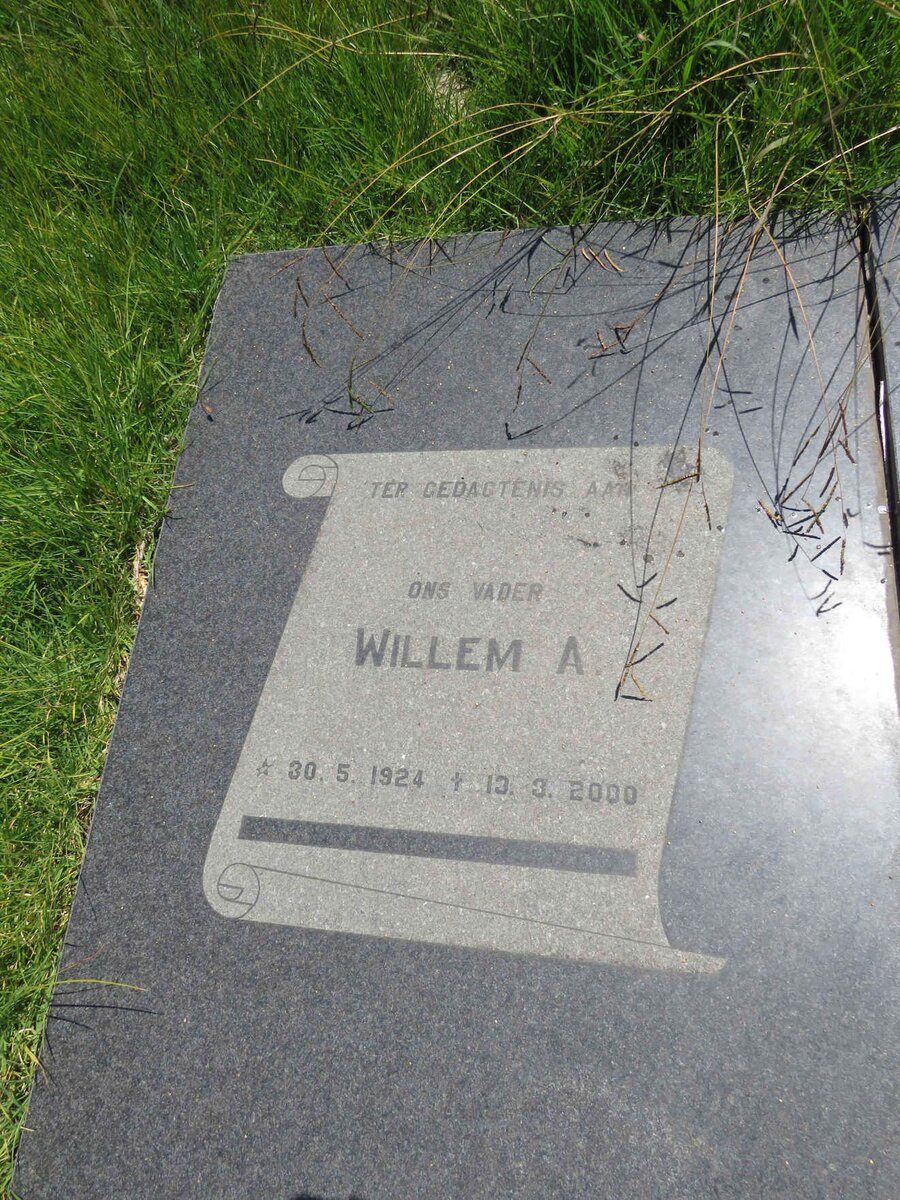 TER GEDAGTENIS AAN
ONS VADER
WILLEM A
☆ 30. 5. 1924 † 13. 3. 2000